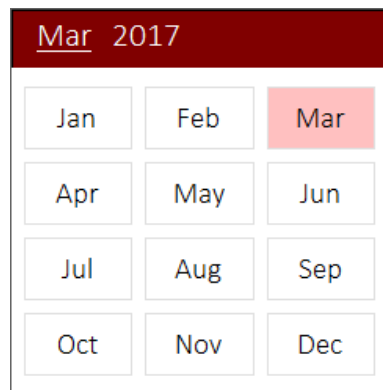 Mar 2017
Jan Feb Mar
Apr May Jun
Jul Aug Sep
Oct Nov Dec